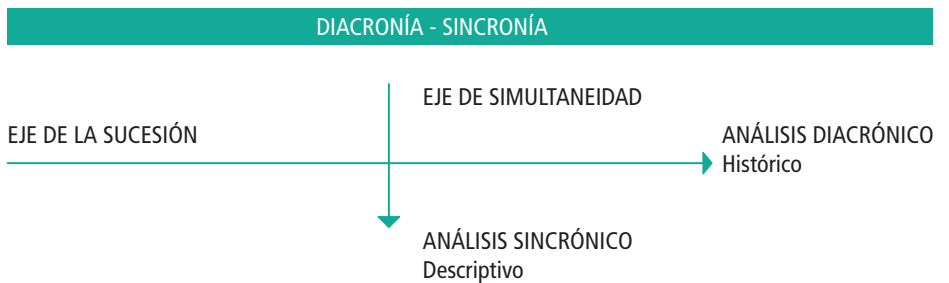 DIACRONÍA - SINCRONÍA
EJE DE SIMULTANEIDAD
EJE DE LA SUCESIÓN
ANÁLISIS DIACRÓNICO
Histórico
ANÁLISIS SINCRÓNICO
Descriptivo